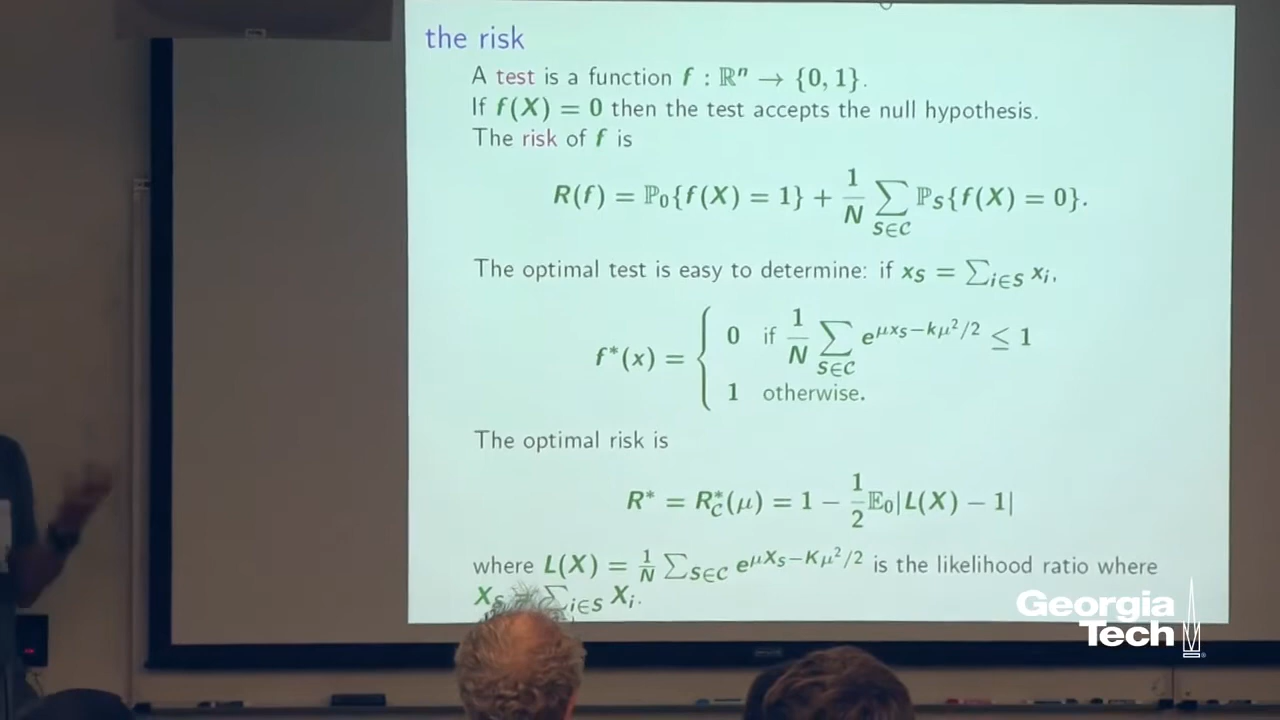 the risk
A test is a function f : ℝⁿ → {0, 1}.
If f(X) = 0 then the test accepts the null hypothesis.
The risk of f is
R(f) = ℙ₀{f(X) = 1} + 1/N ∑_{S∈C} ℙ_S{f(X) = 0}.
The optimal test is easy to determine: if x_S = ∑_{i∈S} x_i,
f*(x) = { 0 if 1/N ∑_{S∈C} e^{μx_S−kμ²/2} ≤ 1
1 otherwise.
The optimal risk is
R* = R*_C(μ) = 1 − 1/2 𝔼₀|L(X) − 1|
where L(X) = 1/N ∑_{S∈C} e^{μX_S−Kμ²/2} is the likelihood ratio where
X_S = ∑_{i∈S} X_i.
Georgia
Tech